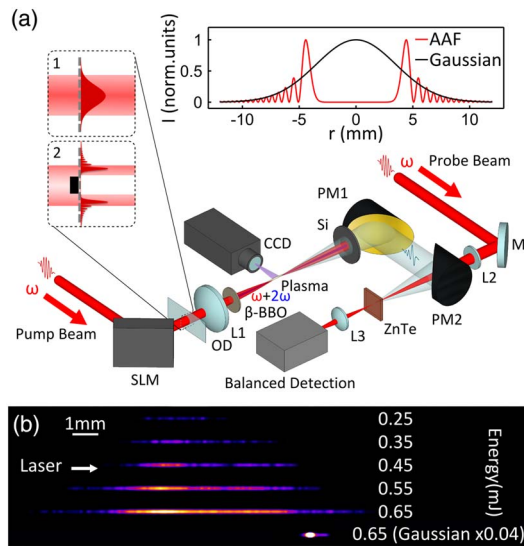 (a)
1
2
I (norm.units)
1
0.5
0
AAF
Gaussian
-10
-5
0
5
10
r (mm)
ω
Probe Beam
PM1
Si
CCD
M
L2
Plasma
ω+2ω
β-BBO
L1
OD
PM2
ω
Pump Beam
SLM
ZnTe
L3
Balanced Detection
(b)
1mm
Laser
0.25
0.35
0.45
0.55
0.65
0.65 (Gaussian x0.04)
Energy(mJ)